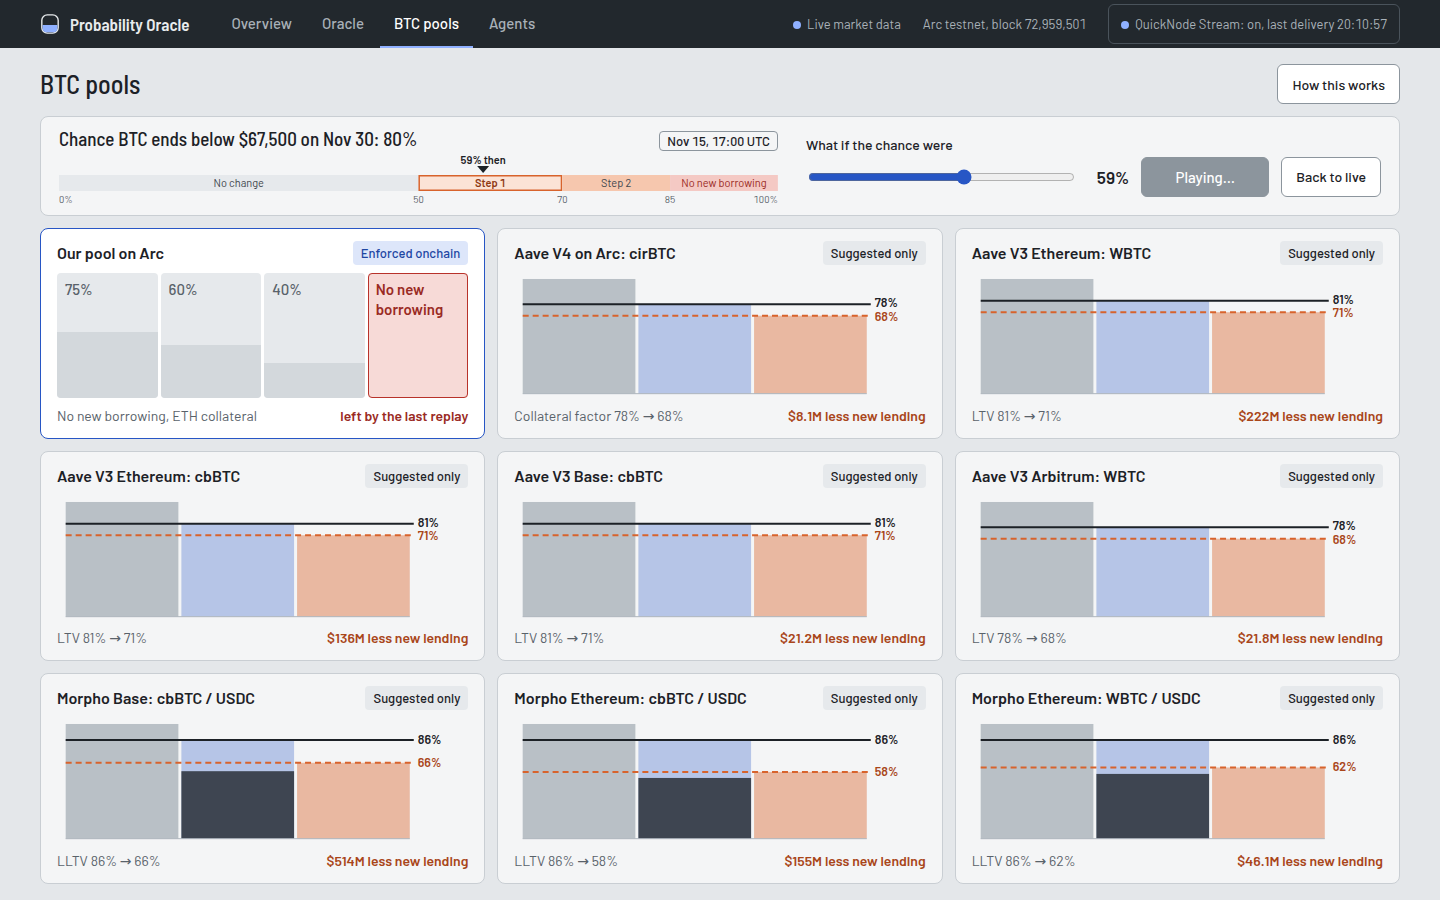 Probability Oracle
Overview
Oracle
BTC pools
Agents
Live market data
Arc testnet, block 72,959,501
QuickNode Stream: on, last delivery 20:10:57
BTC pools
How this works
Chance BTC ends below $67,500 on Nov 30: 80%
Nov 15, 17:00 UTC
59% then
No change
Step 1
Step 2
No new borrowing
0%
50
70
85
100%
What if the chance were
59%
Playing...
Back to live
Our pool on Arc
Enforced onchain
75%
60%
40%
No new
borrowing
No new borrowing, ETH collateral
left by the last replay
Aave V4 on Arc: cirBTC
Suggested only
78%
68%
Collateral factor 78% → 68%
$8.1M less new lending
Aave V3 Ethereum: WBTC
Suggested only
81%
71%
LTV 81% → 71%
$222M less new lending
Aave V3 Ethereum: cbBTC
Suggested only
81%
71%
LTV 81% → 71%
$136M less new lending
Aave V3 Base: cbBTC
Suggested only
81%
71%
LTV 81% → 71%
$21.2M less new lending
Aave V3 Arbitrum: WBTC
Suggested only
78%
68%
LTV 78% → 68%
$21.8M less new lending
Morpho Base: cbBTC / USDC
Suggested only
86%
66%
LLTV 86% → 66%
$514M less new lending
Morpho Ethereum: cbBTC / USDC
Suggested only
86%
58%
LLTV 86% → 58%
$155M less new lending
Morpho Ethereum: WBTC / USDC
Suggested only
86%
62%
LLTV 86% → 62%
$46.1M less new lending